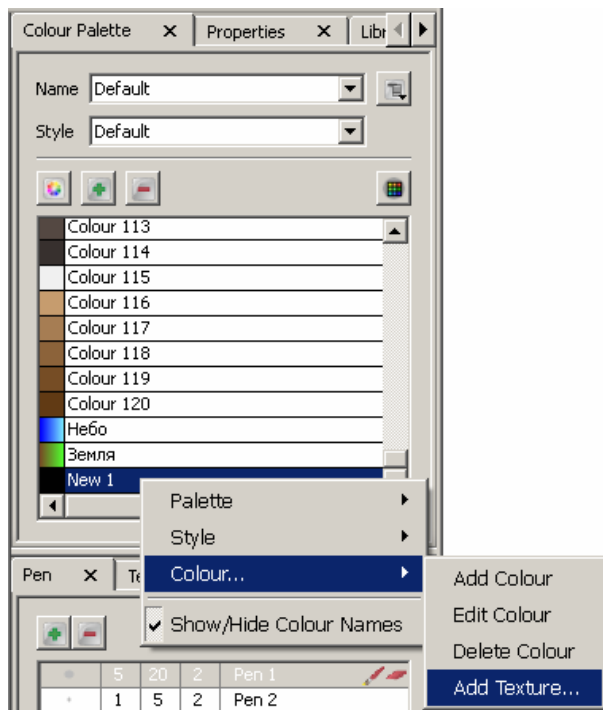 Colour Palette Properties Libr
Name Default
Style Default
Colour 113
Colour 114
Colour 115
Colour 116
Colour 117
Colour 118
Colour 119
Colour 120
Небо
Земля
New 1
Palette
Style
Colour...
Show/Hide Colour Names
Add Colour
Edit Colour
Delete Colour
Add Texture...
Pen Te
5 20 2 Pen 1
1 5 2 Pen 2